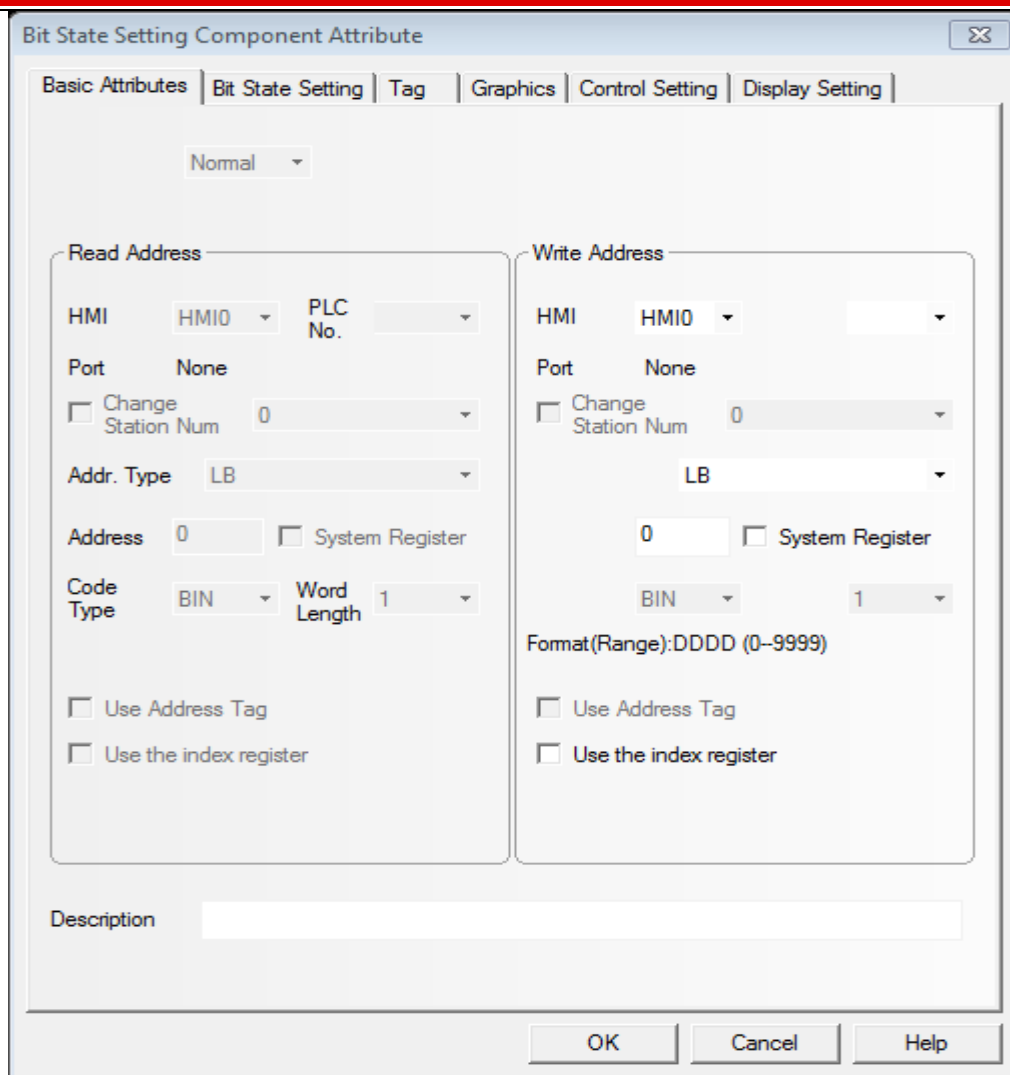 Bit State Setting Component Attribute
Basic Attributes Bit State Setting Tag Graphics Control Setting Display Setting
Normal
Read Address
HMI HMI0 PLC No.
Port None
Change Station Num 0
Addr. Type LB
Address 0 System Register
Code Type BIN Word Length 1
Use Address Tag
Use the index register
Write Address
HMI HMI0
Port None
Change Station Num 0
LB
0 System Register
BIN 1
Format(Range):DDDD (0--9999)
Use Address Tag
Use the index register
Description
OK Cancel Help